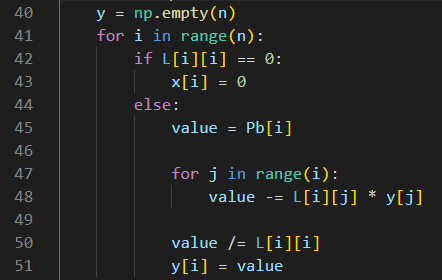 40 y = np.empty(n)
41 for i in range(n):
42 if L[i][i] == 0:
43 x[i] = 0
44 else:
45 value = Pb[i]
46
47 for j in range(i):
48 value -= L[i][j] * y[j]
49
50 value /= L[i][i]
51 y[i] = value